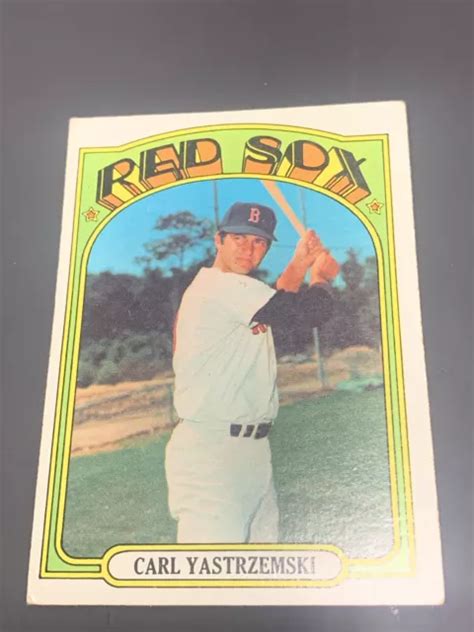 RED SOX
B
CARL YASTRZEMSKI